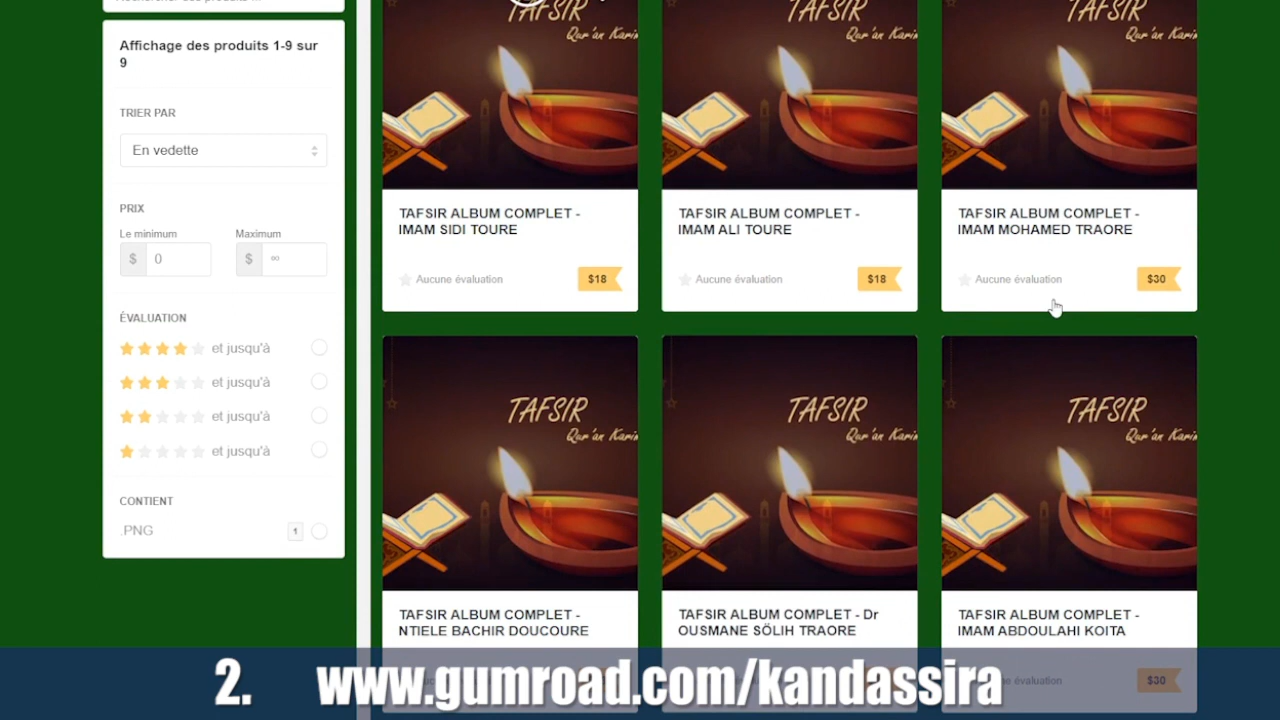 Affichage des produits 1-9 sur
9
TRIER PAR
En vedette
PRIX
Le minimum
Maximum
$ 0
$ ∞
ÉVALUATION
et jusqu'à
et jusqu'à
et jusqu'à
et jusqu'à
CONTIENT
.PNG 1
TAFSIR
Qur'an Karim
TAFSIR ALBUM COMPLET -
IMAM SIDI TOURE
Aucune évaluation
$18
TAFSIR
Qur'an Karim
TAFSIR ALBUM COMPLET -
IMAM ALI TOURE
Aucune évaluation
$18
TAFSIR
Qur'an Karim
TAFSIR ALBUM COMPLET -
IMAM MOHAMED TRAORE
Aucune évaluation
$30
TAFSIR
Qur'an Karim
TAFSIR ALBUM COMPLET -
NTIELE BACHIR DOUCOURE
TAFSIR
Qur'an Karim
TAFSIR ALBUM COMPLET - Dr
OUSMANE SÖLIH TRAORE
TAFSIR
Qur'an Karim
TAFSIR ALBUM COMPLET -
IMAM ABDOULAHI KOITA
évaluation
$30
2. www.gumroad.com/kandassira